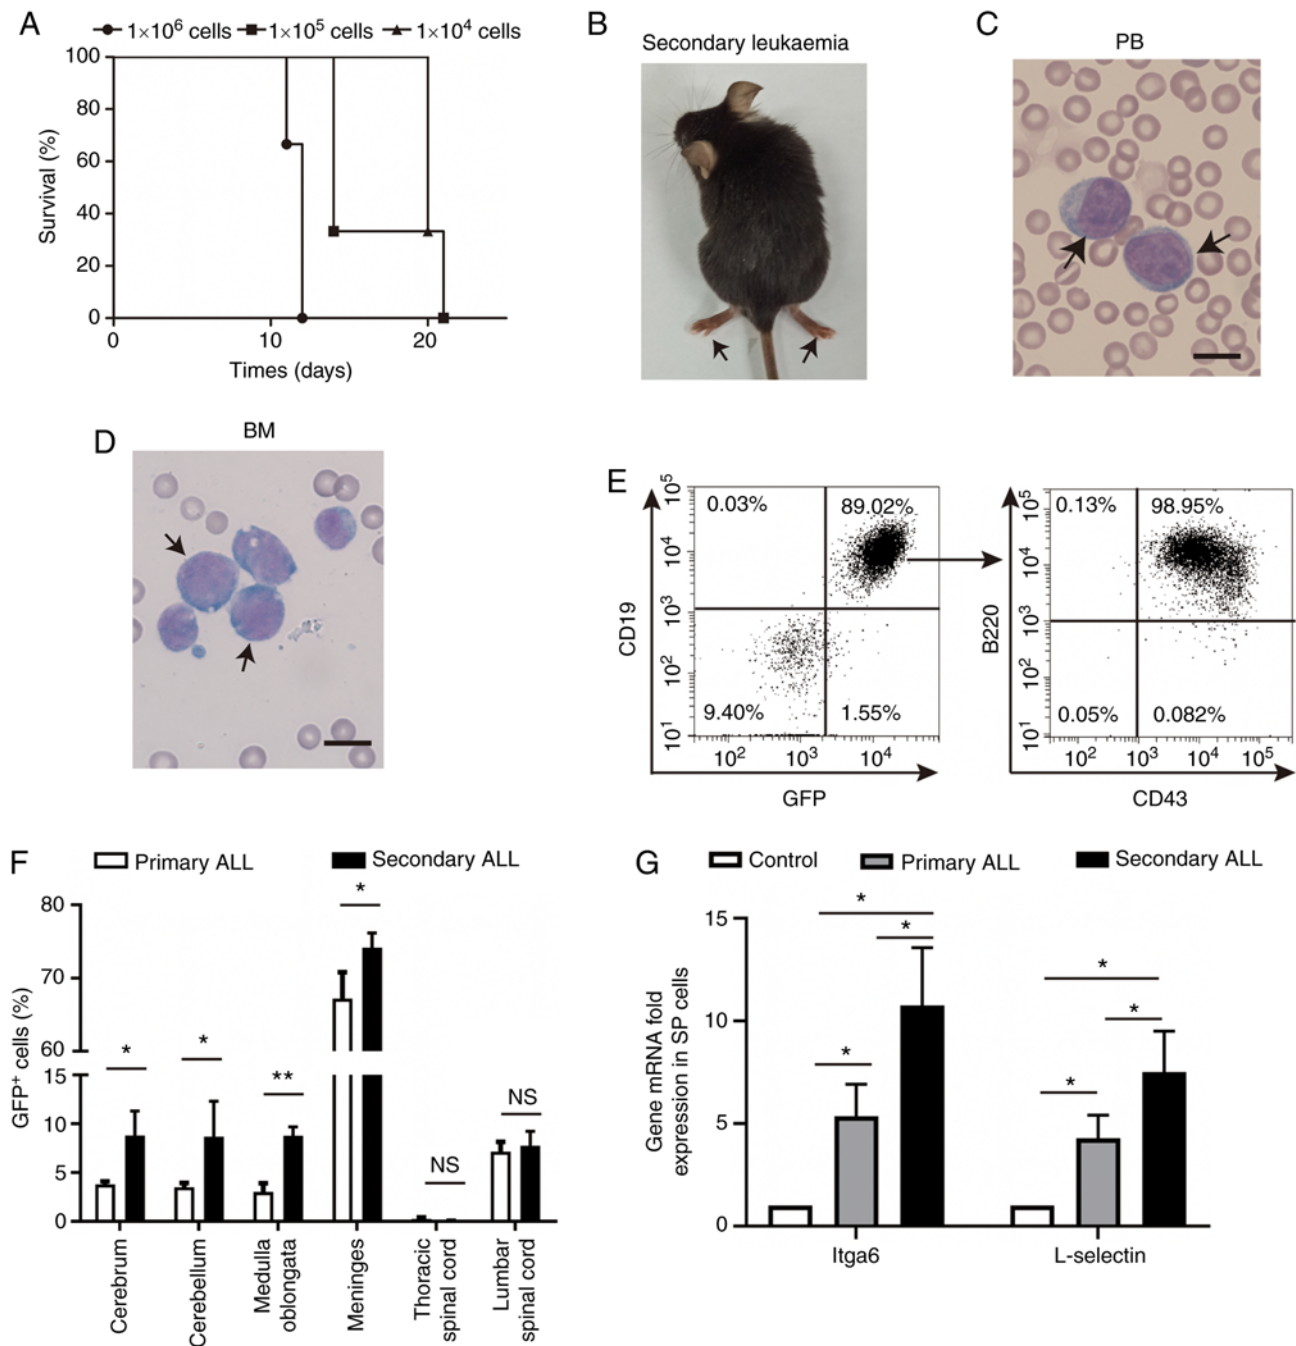 A
1×10⁶ cells 1×10⁵ cells 1×10⁴ cells
Survival (%)
100
80
60
40
20
0
0 10 20
Times (days)
B
Secondary leukaemia
C
PB
D
BM
E
0.03% 89.02%
9.40% 1.55%
CD19
10⁵
10⁴
10³
10²
10¹
10² 10³ 10⁴
GFP
0.13% 98.95%
0.05% 0.082%
B220
10⁵
10⁴
10³
10²
10¹
10² 10³ 10⁴ 10⁵
CD43
F
Primary ALL Secondary ALL
GFP⁺ cells (%)
80
70
60
15
10
5
0
* * ** * NS NS
Cerebrum
Cerebellum
Medulla
oblongata
Meninges
Thoracic
spinal cord
Lumbar
spinal cord
G
Control Primary ALL Secondary ALL
Gene mRNA fold
expression in SP cells
15
10
5
0
* * * * * *
Itga6 L-selectin